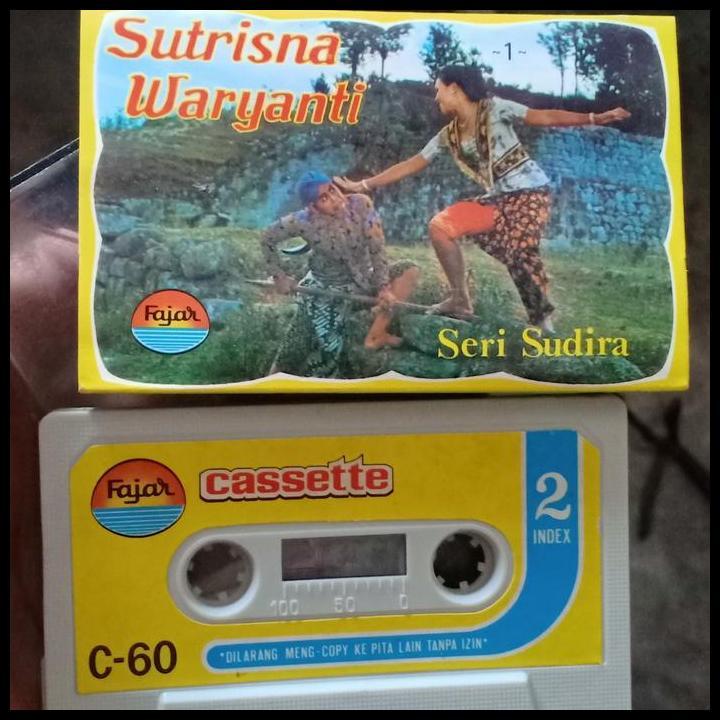 Sutrisna
Waryanti
~1~
Fajar
Seri Sudira
Fajar
cassette
2
INDEX
100 50 0
C-60
"DILARANG MENG-COPY KE PITA LAIN TANPA IZIN"